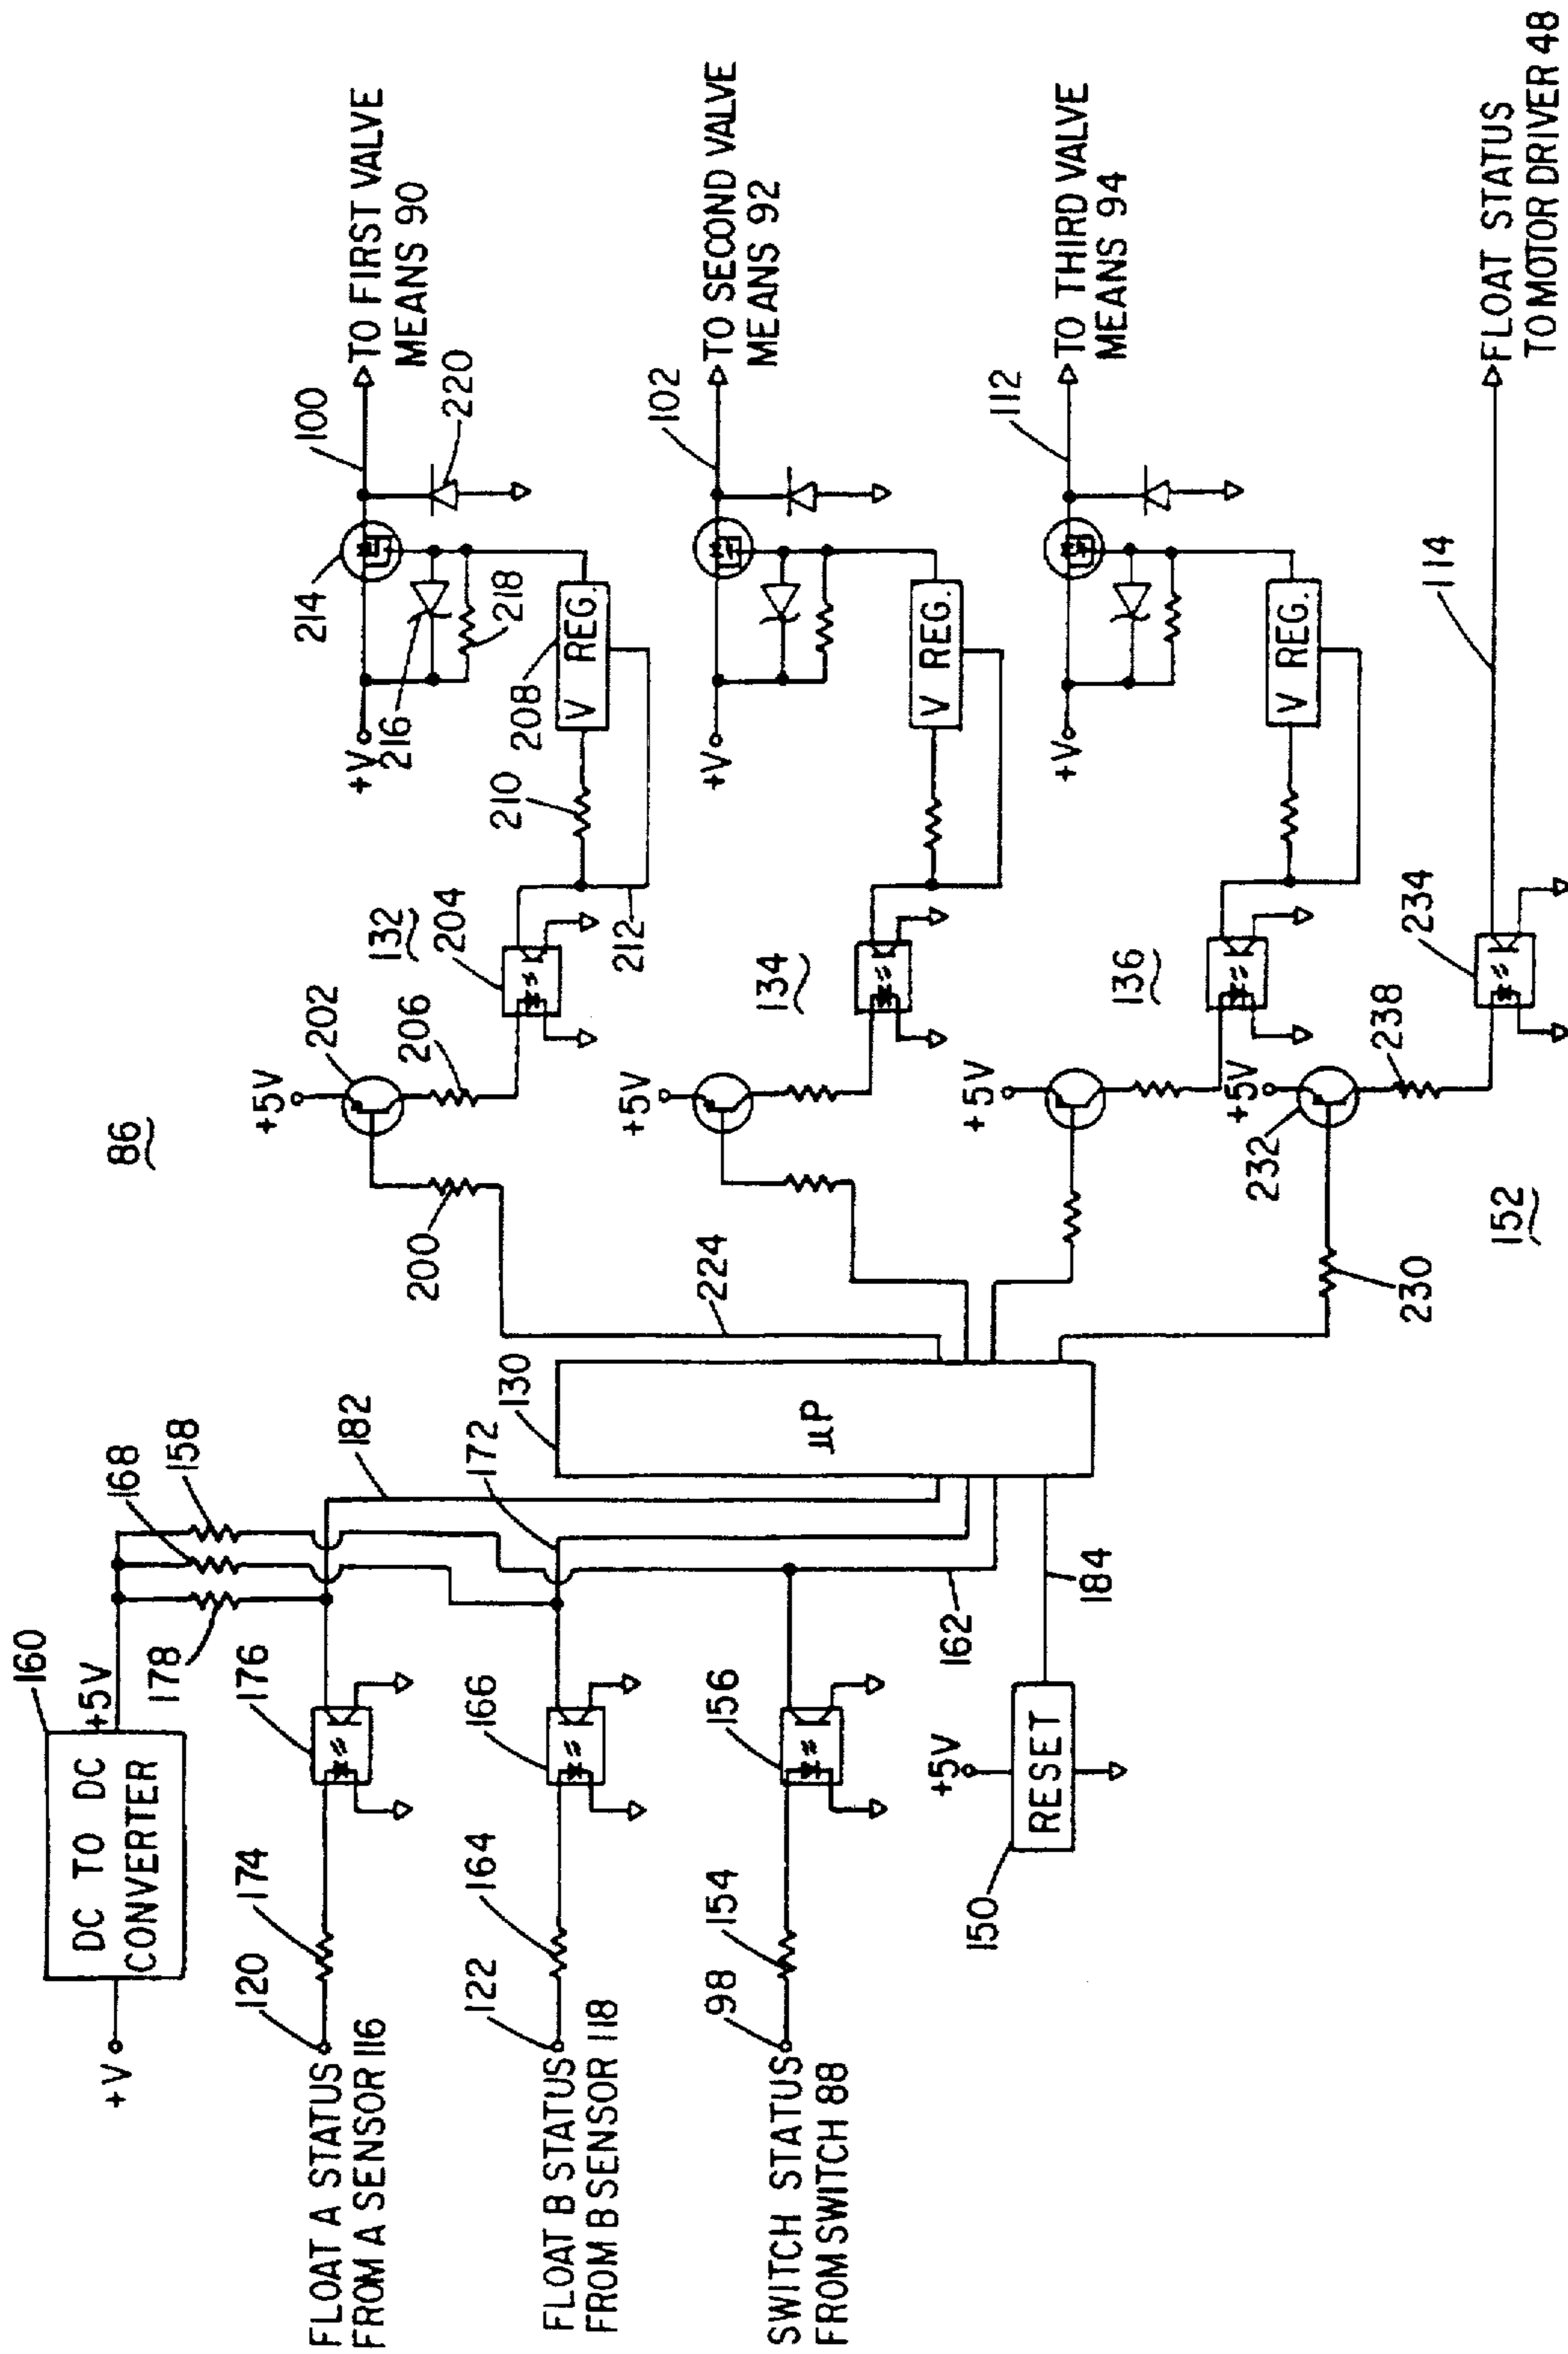 86
160
DC TO DC
CONVERTER
+V
+5V
178
168
158
120
174
176
182
FLOAT A STATUS
FROM A SENSOR 116
122
164
166
172
FLOAT B STATUS
FROM B SENSOR 118
98
154
156
162
SWITCH STATUS
FROM SWITCH 88
150
+5V
RESET
184
130
μP
224
200
+5V
202
206
132
204
212
210
208
V REG.
+V
216
218
214
100
220
TO FIRST VALVE
MEANS 90
+5V
134
V REG.
+V
102
TO SECOND VALVE
MEANS 92
+5V
136
V REG.
+V
112
TO THIRD VALVE
MEANS 94
230
152
+5V
232
238
234
114
FLOAT STATUS
TO MOTOR DRIVER 48